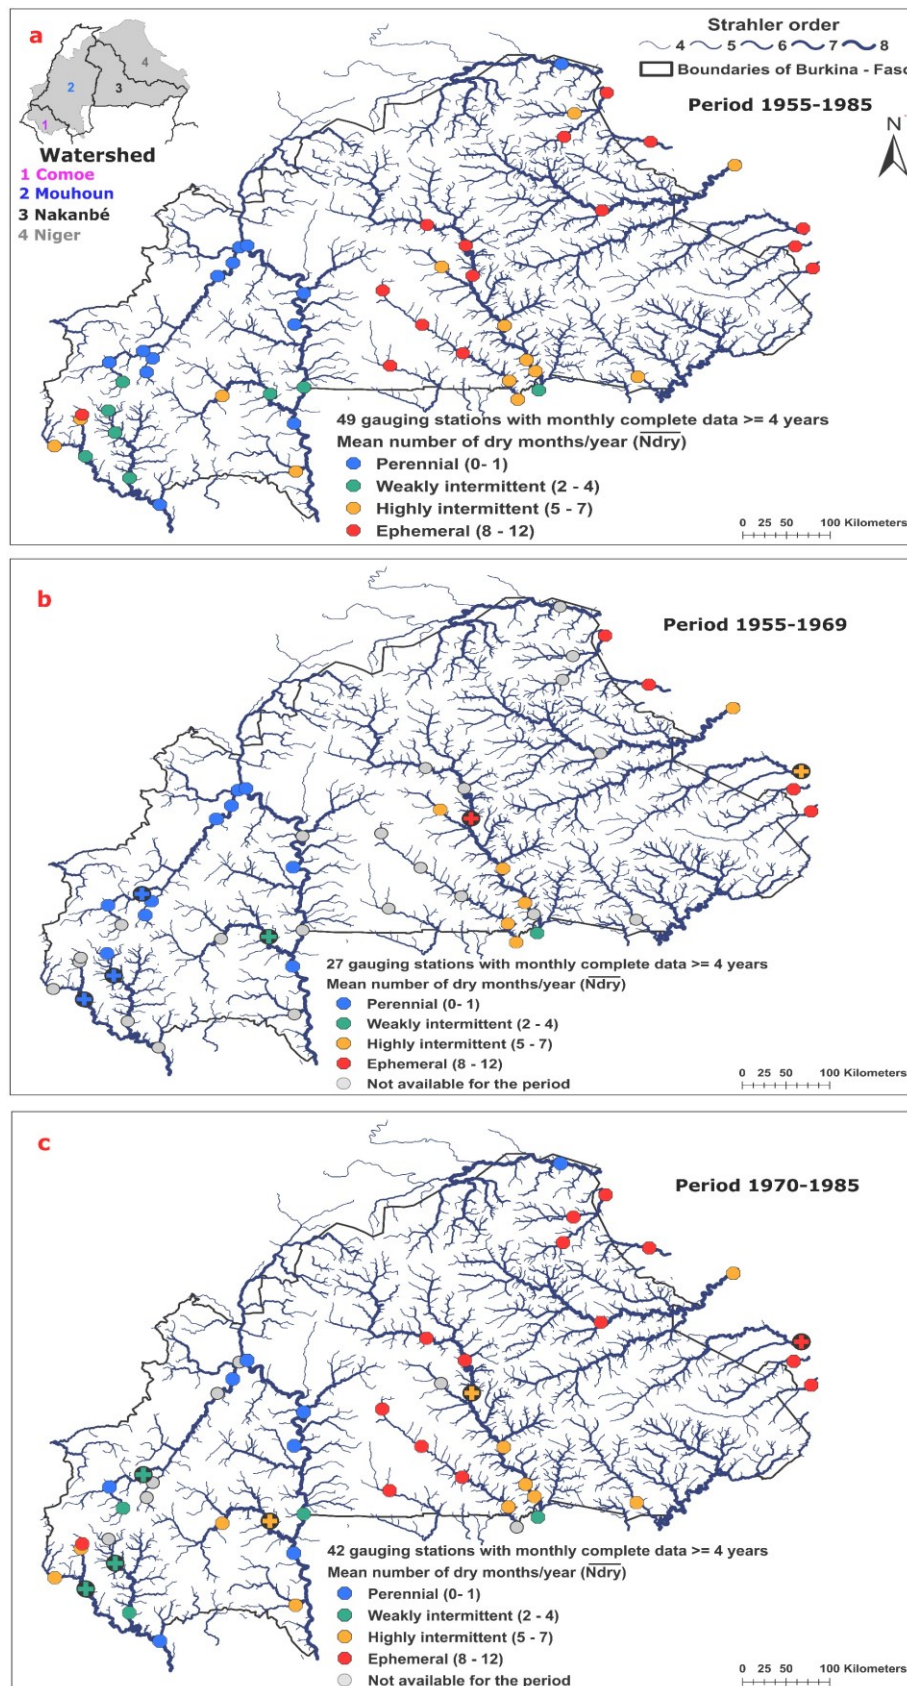 a
Strahler order
4 5 6 7 8
Boundaries of Burkina - Faso
Period 1955-1985
N
4
2
3
1
Watershed
1 Comoe
2 Mouhoun
3 Nakanbé
4 Niger
49 gauging stations with monthly complete data >= 4 years
Mean number of dry months/year (Ndry)
Perennial (0- 1)
Weakly intermittent (2 - 4)
Highly intermittent (5 - 7)
Ephemeral (8 - 12)
0 25 50 100 Kilometers
b
Period 1955-1969
27 gauging stations with monthly complete data >= 4 years
Mean number of dry months/year (Ndry)
Perennial (0- 1)
Weakly intermittent (2 - 4)
Highly intermittent (5 - 7)
Ephemeral (8 - 12)
Not available for the period
0 25 50 100 Kilometers
c
Period 1970-1985
42 gauging stations with monthly complete data >= 4 years
Mean number of dry months/year (Ndry)
Perennial (0- 1)
Weakly intermittent (2 - 4)
Highly intermittent (5 - 7)
Ephemeral (8 - 12)
Not available for the period
0 25 50 100 Kilometers